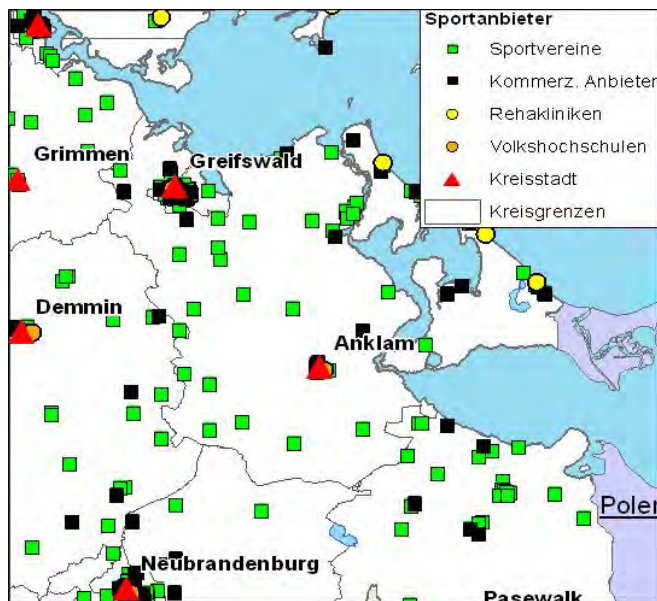 Sportanbieter
Sportvereine
Kommerz. Anbieter
Rehakliniken
Volkshochschulen
Kreisstadt
Kreisgrenzen
Grimmen
Greifswald
Demmin
Anklam
Polen
Neubrandenburg
Pasewalk